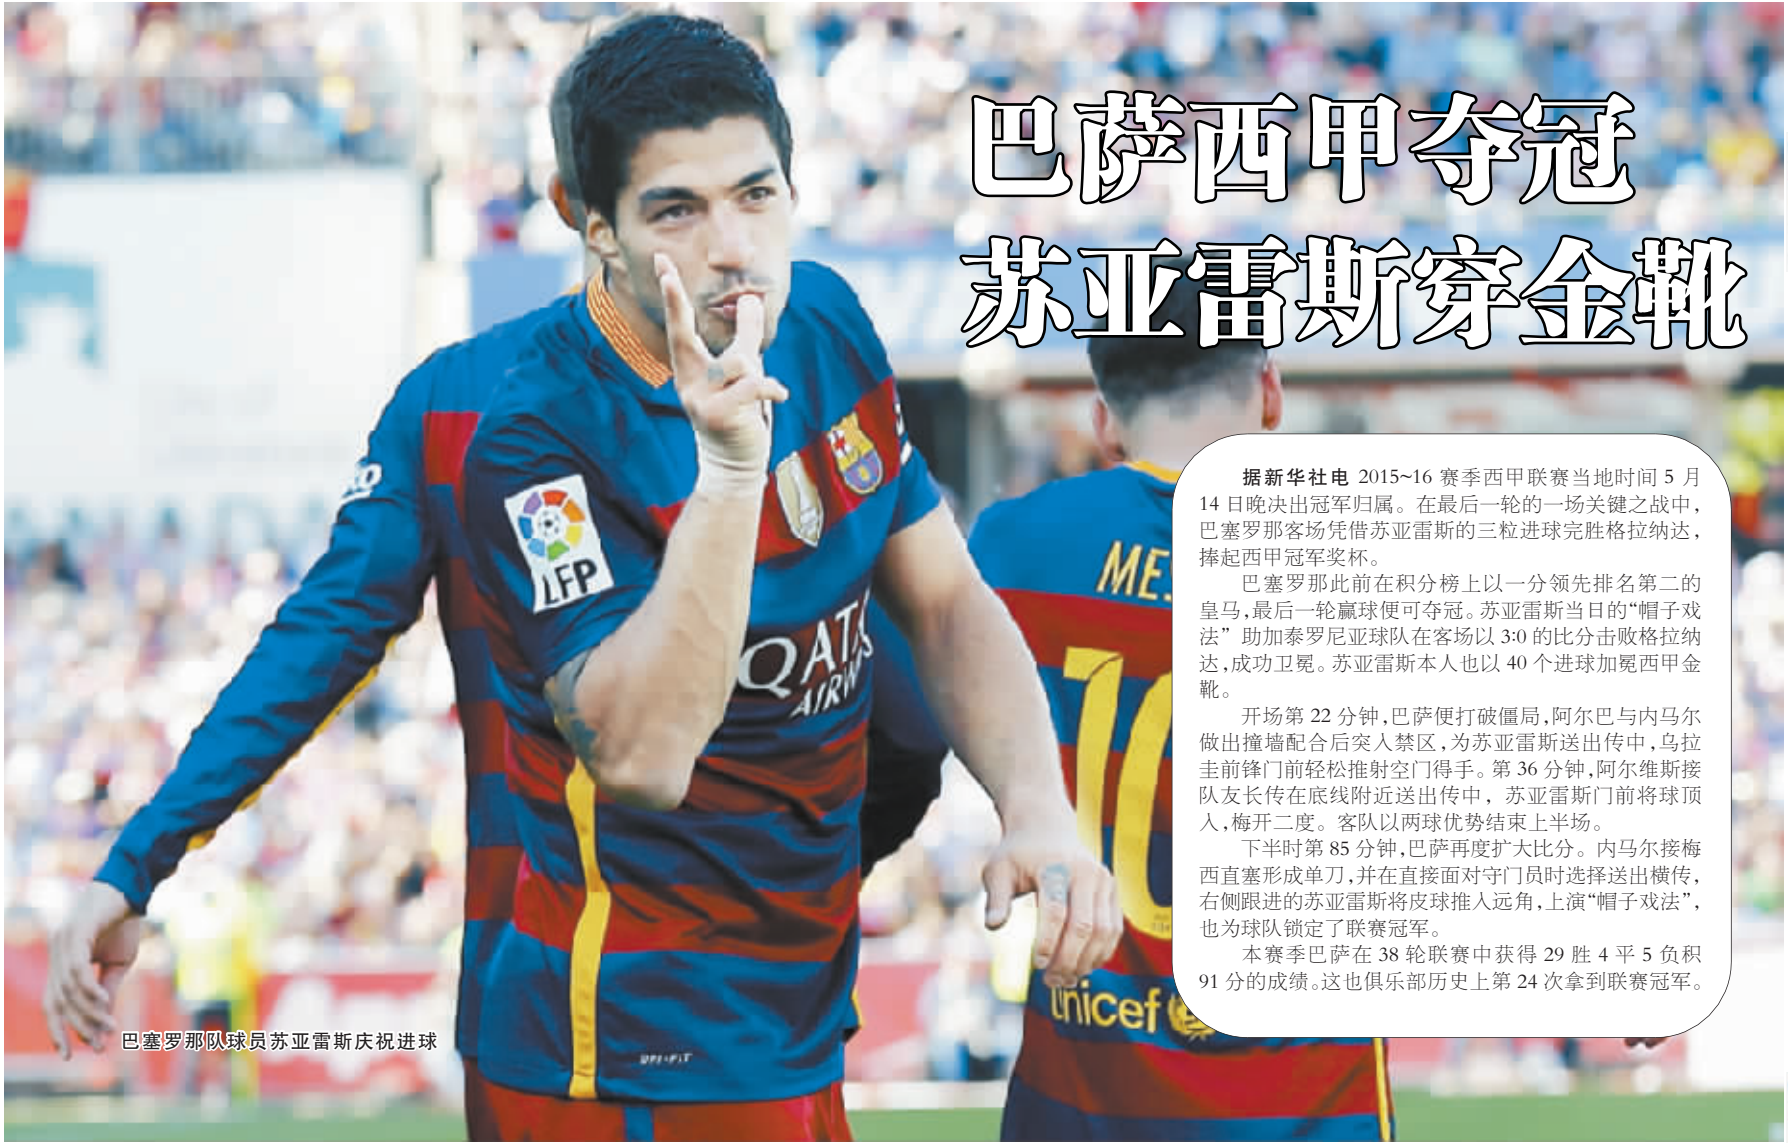 巴萨西甲夺冠
苏亚雷斯穿金靴
据新华社电 2015~16 赛季西甲联赛当地时间 5 月
14 日晚决出冠军归属。在最后一轮的一场关键之战中，
巴塞罗那客场凭借苏亚雷斯的三粒进球完胜格拉纳达，
捧起西甲冠军奖杯。
巴塞罗那此前在积分榜上以一分领先排名第二的
皇马，最后一轮赢球便可夺冠。苏亚雷斯当日的“帽子戏
法”助加泰罗尼亚球队在客场以 3:0 的比分击败格拉纳
达，成功卫冕。苏亚雷斯本人也以 40 个进球加冕西甲金
靴。
开场第 22 分钟，巴萨便打破僵局，阿尔巴与内马尔
做出撞墙配合后突入禁区，为苏亚雷斯送出传中，乌拉
圭前锋门前轻松推射空门得手。第 36 分钟，阿尔维斯接
队友长传在底线附近送出传中，苏亚雷斯门前将球顶
入，梅开二度。客队以两球优势结束上半场。
下半时第 85 分钟，巴萨再度扩大比分。内马尔接梅
西直塞形成单刀，并在直接面对守门员时选择送出横传，
右侧跟进的苏亚雷斯将皮球推入远角，上演“帽子戏法”，
也为球队锁定了联赛冠军。
本赛季巴萨在 38 轮联赛中获得 29 胜 4 平 5 负积
91 分的成绩。这也俱乐部历史上第 24 次拿到联赛冠军。
巴塞罗那队球员苏亚雷斯庆祝进球
LFP
QATA
AIRW
MES
10
unicef
DRI-FIT